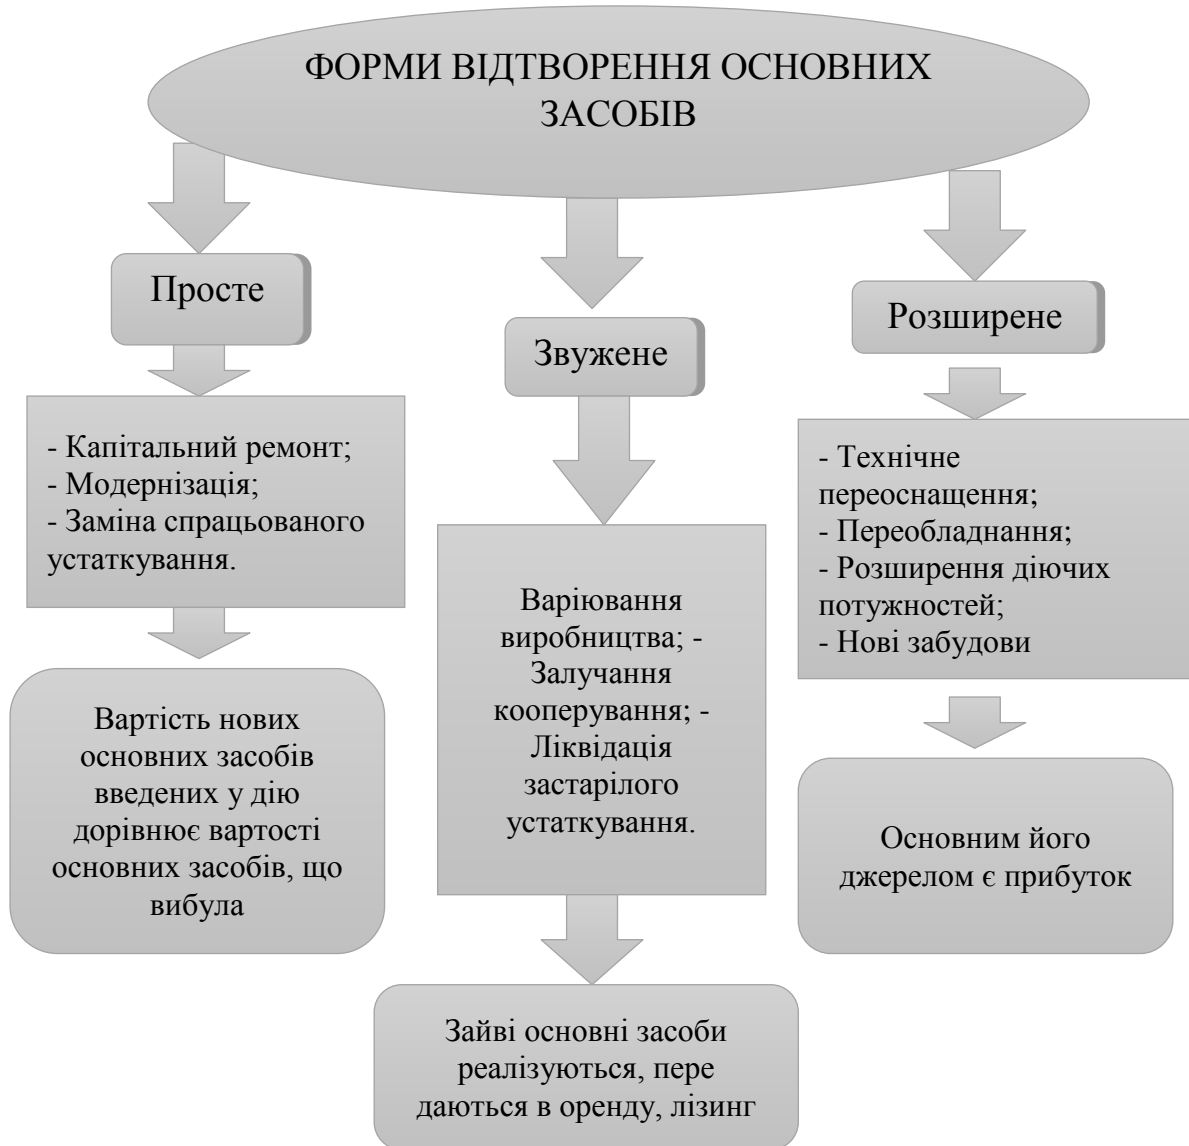 ФОРМИ ВІДТВОРЕННЯ ОСНОВНИХ
ЗАСОБІВ
Просте
- Капітальний ремонт;
- Модернізація;
- Заміна спрацьованого
устаткування.
Вартість нових
основних засобів
введених у дію
дорівнює вартості
основних засобів, що
вибула
Звужене
Варіювання
виробництва; -
Залучання
кооперування; -
Ліквідація
застарілого
устаткування.
Зайві основні засоби
реалізуються, пере
даються в оренду, лізинг
Розширене
- Технічне
переоснащення;
- Переобладнання;
- Розширення діючих
потужностей;
- Нові забудови
Основним його
джерелом є прибуток